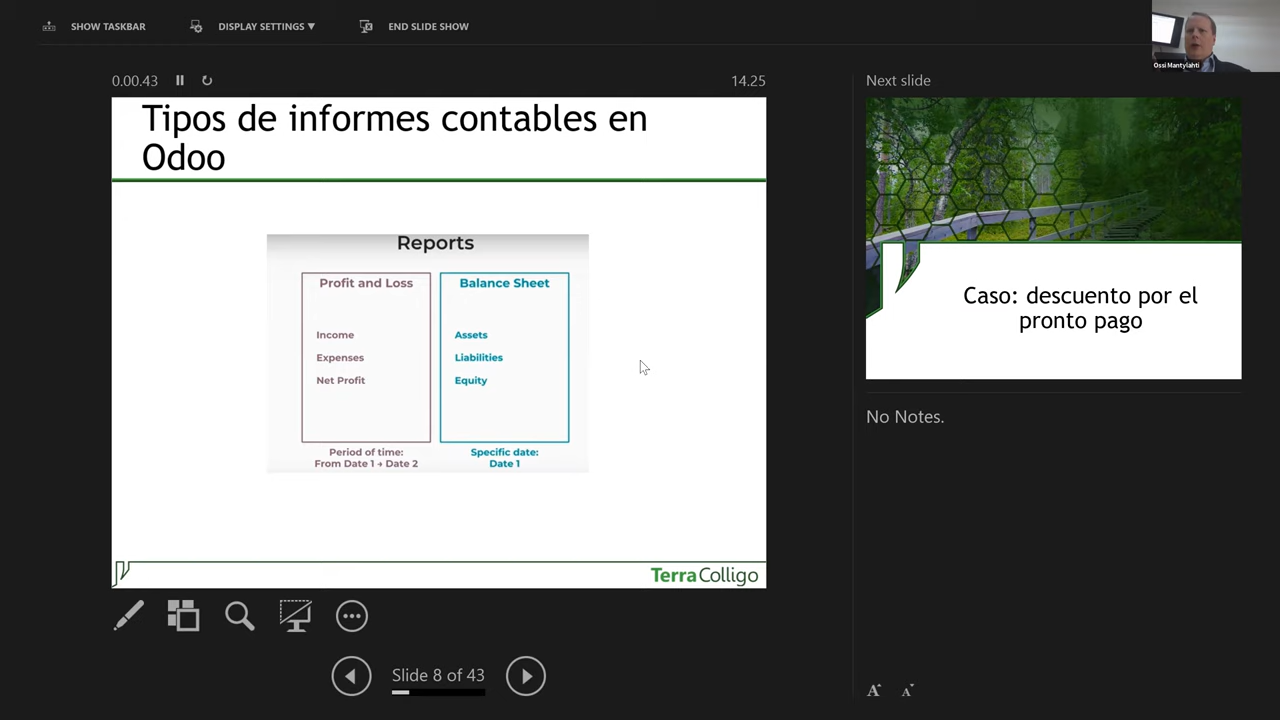 SHOW TASKBAR
DISPLAY SETTINGS ▼
END SLIDE SHOW
Ossi Mantylahti
0.00.43
14.25
Next slide
Tipos de informes contables en
Odoo
Reports
Profit and Loss
Income
Expenses
Net Profit
Period of time:
From Date 1 → Date 2
Balance Sheet
Assets
Liabilities
Equity
Specific date:
Date 1
TerraColligo
Caso: descuento por el
pronto pago
No Notes.
Slide 8 of 43
A A